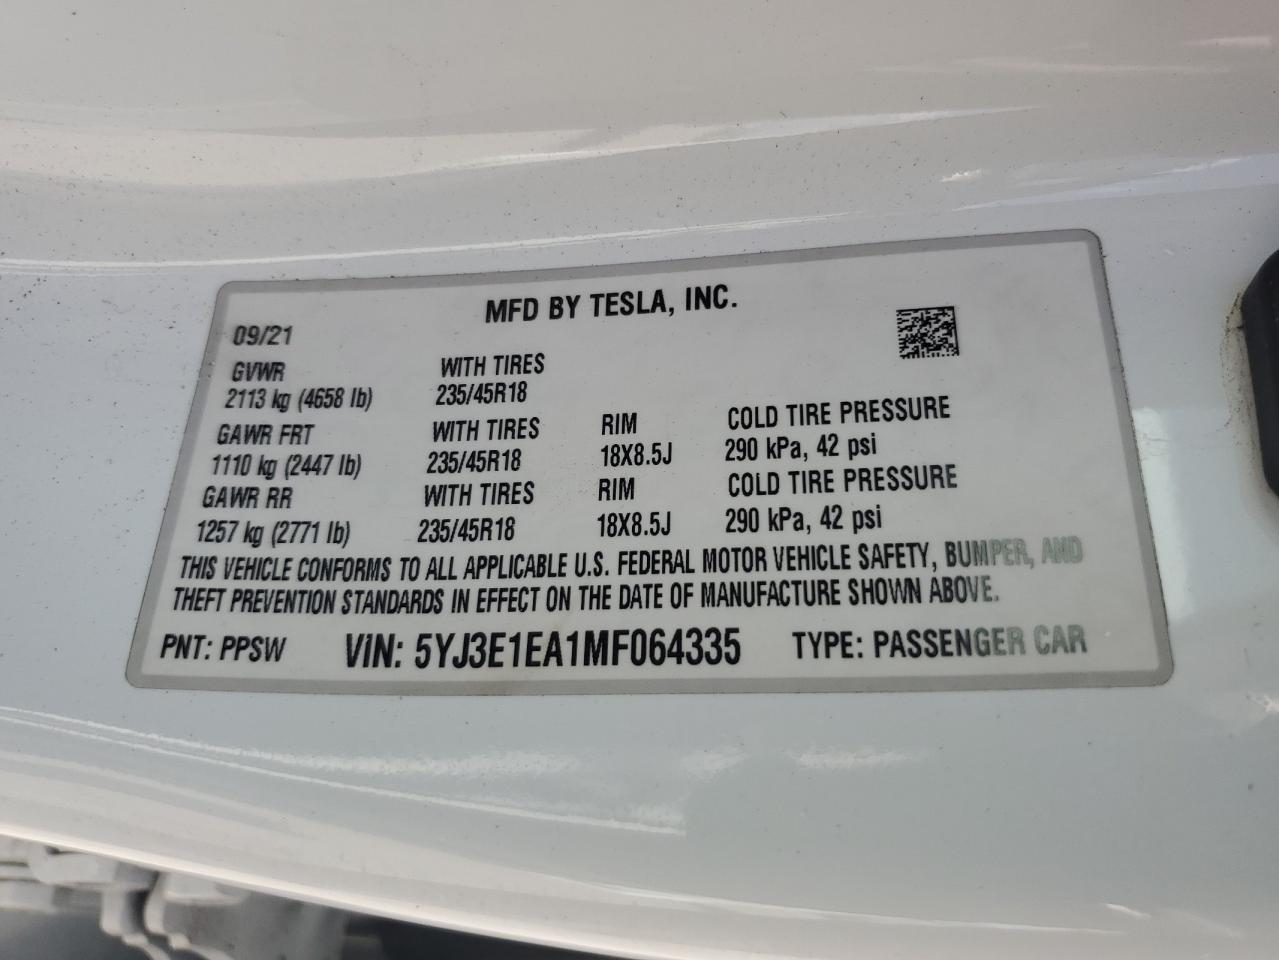 MFD BY TESLA, INC.
09/21
GVWR WITH TIRES
2113 kg (4658 lb) 235/45R18
GAWR FRT WITH TIRES RIM COLD TIRE PRESSURE
1110 kg (2447 lb) 235/45R18 18X8.5J 290 kPa, 42 psi
GAWR RR WITH TIRES RIM COLD TIRE PRESSURE
1257 kg (2771 lb) 235/45R18 18X8.5J 290 kPa, 42 psi
THIS VEHICLE CONFORMS TO ALL APPLICABLE U.S. FEDERAL MOTOR VEHICLE SAFETY, BUMPER, AND
THEFT PREVENTION STANDARDS IN EFFECT ON THE DATE OF MANUFACTURE SHOWN ABOVE.
PNT: PPSW VIN: 5YJ3E1EA1MF064335 TYPE: PASSENGER CAR